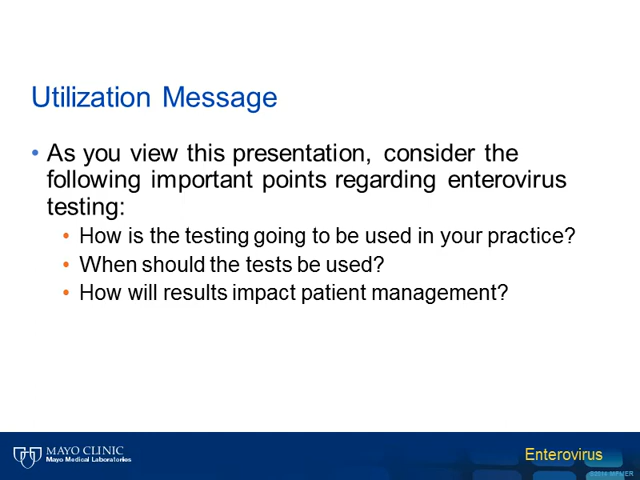 Utilization Message
• As you view this presentation, consider the
following important points regarding enterovirus
testing:
• How is the testing going to be used in your practice?
• When should the tests be used?
• How will results impact patient management?
MAYO CLINIC
Mayo Medical Laboratories
Enterovirus